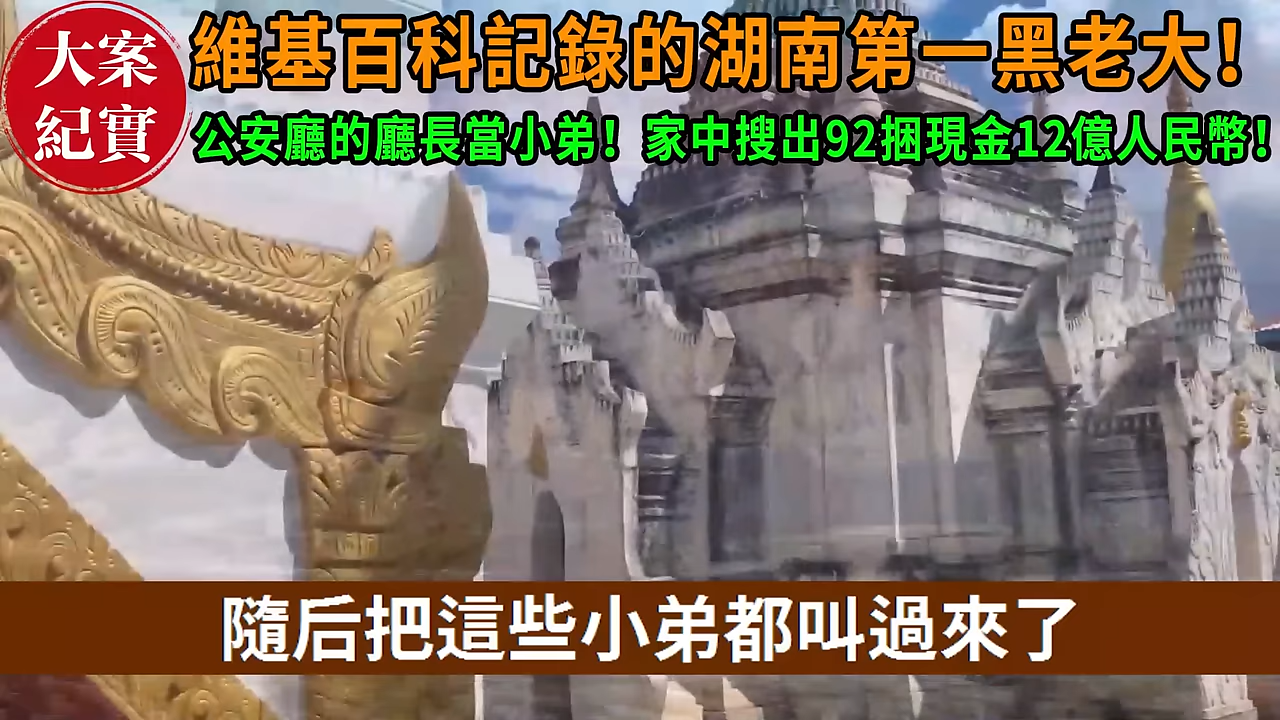 大案
紀實
維基百科記錄的湖南第一黑老大！
公安廳的廳長當小弟！家中搜出92捆現金12億人民幣！
隨后把這些小弟都叫過來了